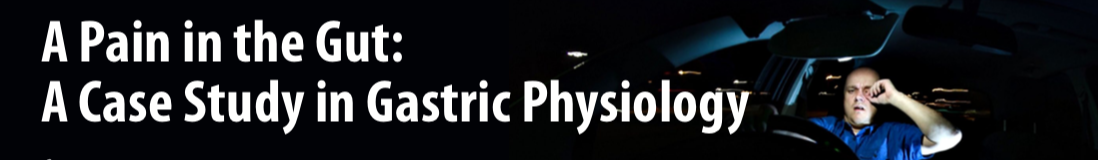 A Pain in the Gut:
A Case Study in Gastric Physiology